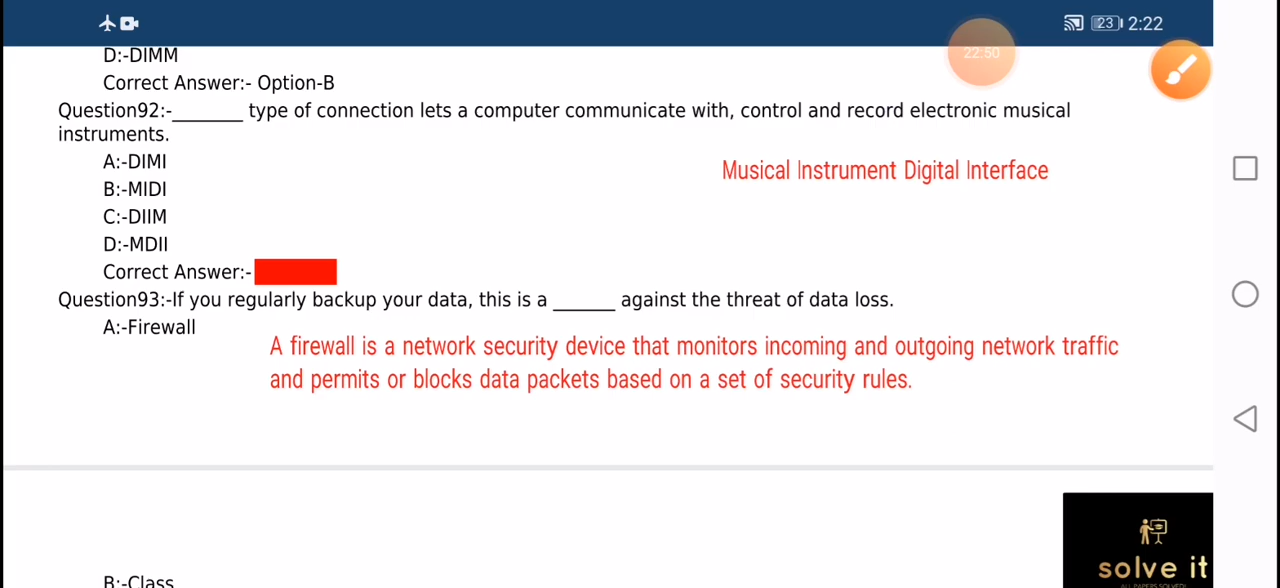 23 2:22
D:-DIMM
22:50
Correct Answer:- Option-B
Question92:-_______ type of connection lets a computer communicate with, control and record electronic musical
instruments.
A:-DIMI
Musical Instrument Digital Interface
B:-MIDI
C:-DIIM
D:-MDII
Correct Answer:-
Question93:-If you regularly backup your data, this is a ______ against the threat of data loss.
A:-Firewall
A firewall is a network security device that monitors incoming and outgoing network traffic
and permits or blocks data packets based on a set of security rules.
solve it
ALL PAPERS SOLVED!
B:-Class